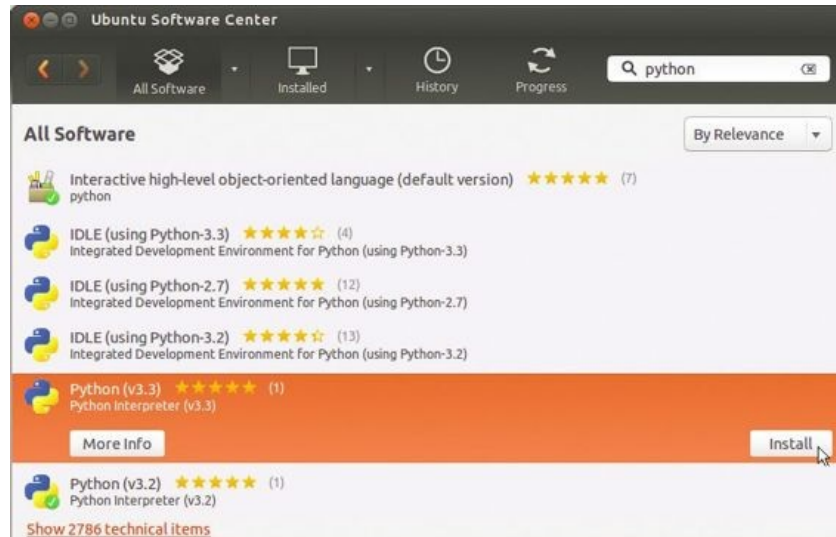 Ubuntu Software Center
All Software
Installed
History
Progress
python
All Software
By Relevance
Interactive high-level object-oriented language (default version) (7)
python
IDLE (using Python-3.3) (4)
Integrated Development Environment for Python (using Python-3.3)
IDLE (using Python-2.7) (12)
Integrated Development Environment for Python (using Python-2.7)
IDLE (using Python-3.2) (13)
Integrated Development Environment for Python (using Python-3.2)
Python (v3.3) (1)
Python Interpreter (v3.3)
More Info
Install
Python (v3.2) (1)
Python Interpreter (v3.2)
Show 2786 technical items